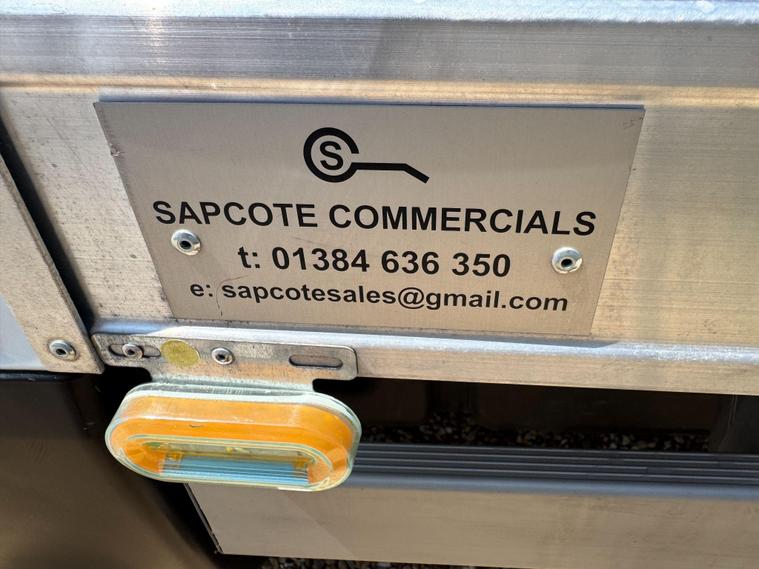 S
SAPCOTE COMMERCIALS
t: 01384 636 350
e: sapcotesales@gmail.com